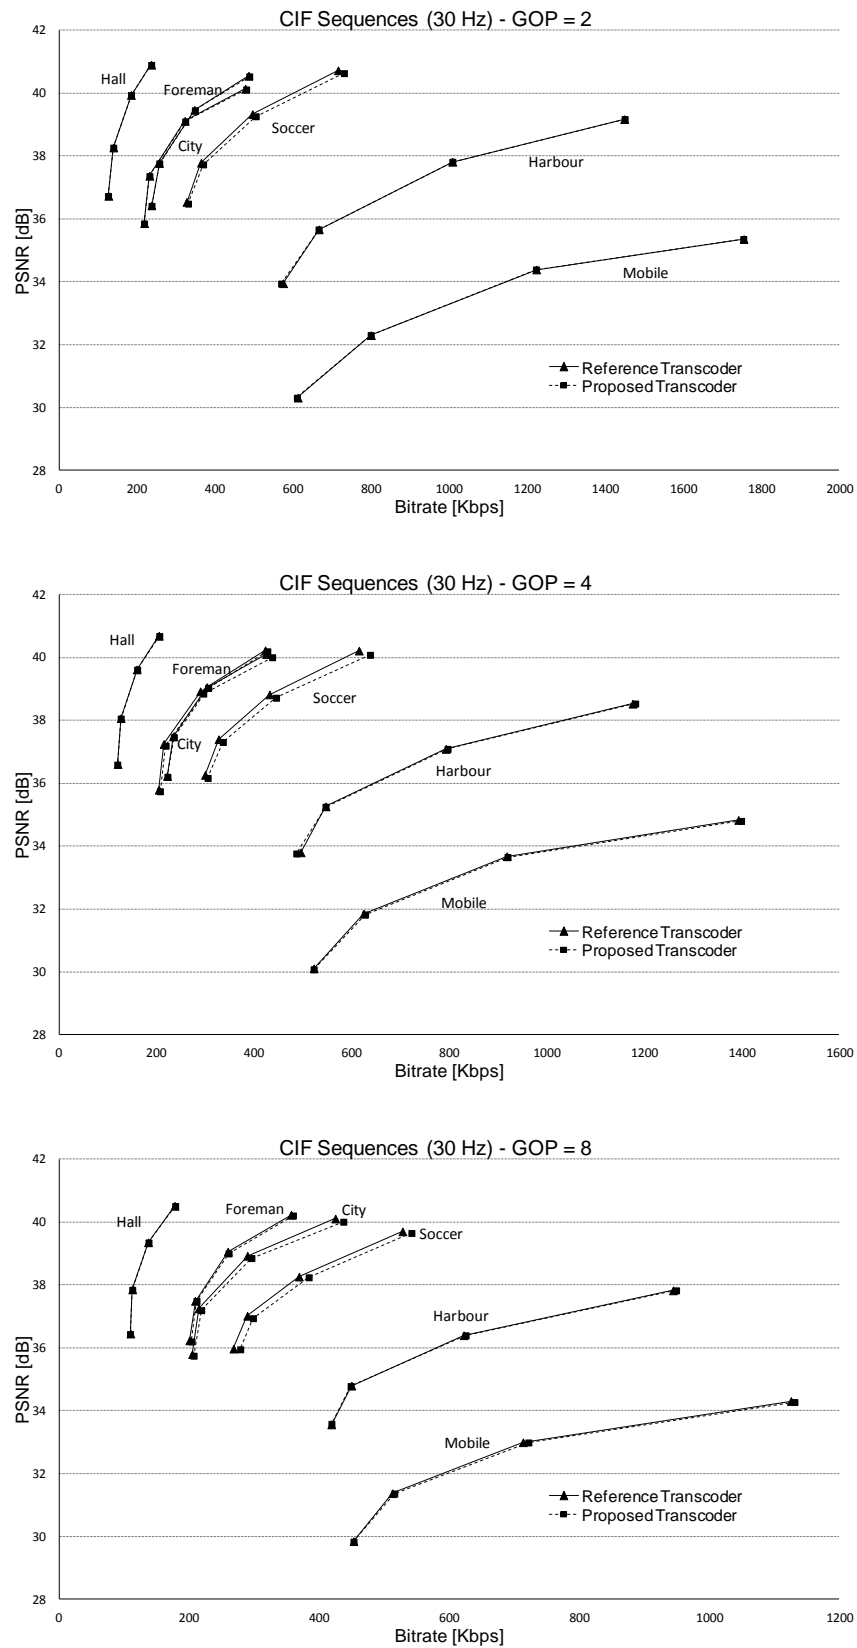 CIF Sequences (30 Hz) - GOP = 2
42
Hall
Foreman
40
Soccer
38
City
Harbour
PSNR [dB]
36
Mobile
34
32
Reference Transcoder
Proposed Transcoder
30
28
0 200 400 600 800 1000 1200 1400 1600 1800 2000
Bitrate [Kbps]
CIF Sequences (30 Hz) - GOP = 4
42
Hall
40
Foreman
Soccer
38
City
Harbour
PSNR [dB]
36
34
Mobile
32
Reference Transcoder
Proposed Transcoder
30
28
0 200 400 600 800 1000 1200 1400 1600
Bitrate [Kbps]
CIF Sequences (30 Hz) - GOP = 8
42
Hall
Foreman
City
40
Soccer
38
Harbour
PSNR [dB]
36
34
Mobile
32
Reference Transcoder
Proposed Transcoder
30
28
0 200 400 600 800 1000 1200
Bitrate [Kbps]